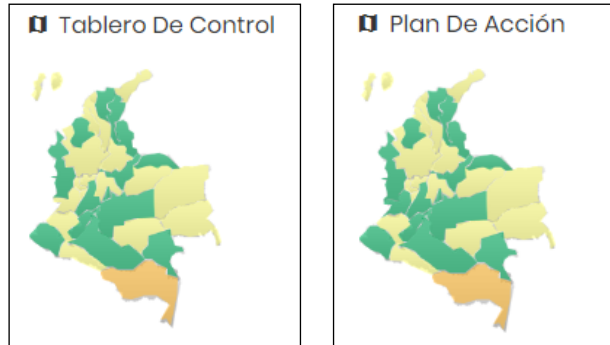 Tablero De Control
Plan De Acción